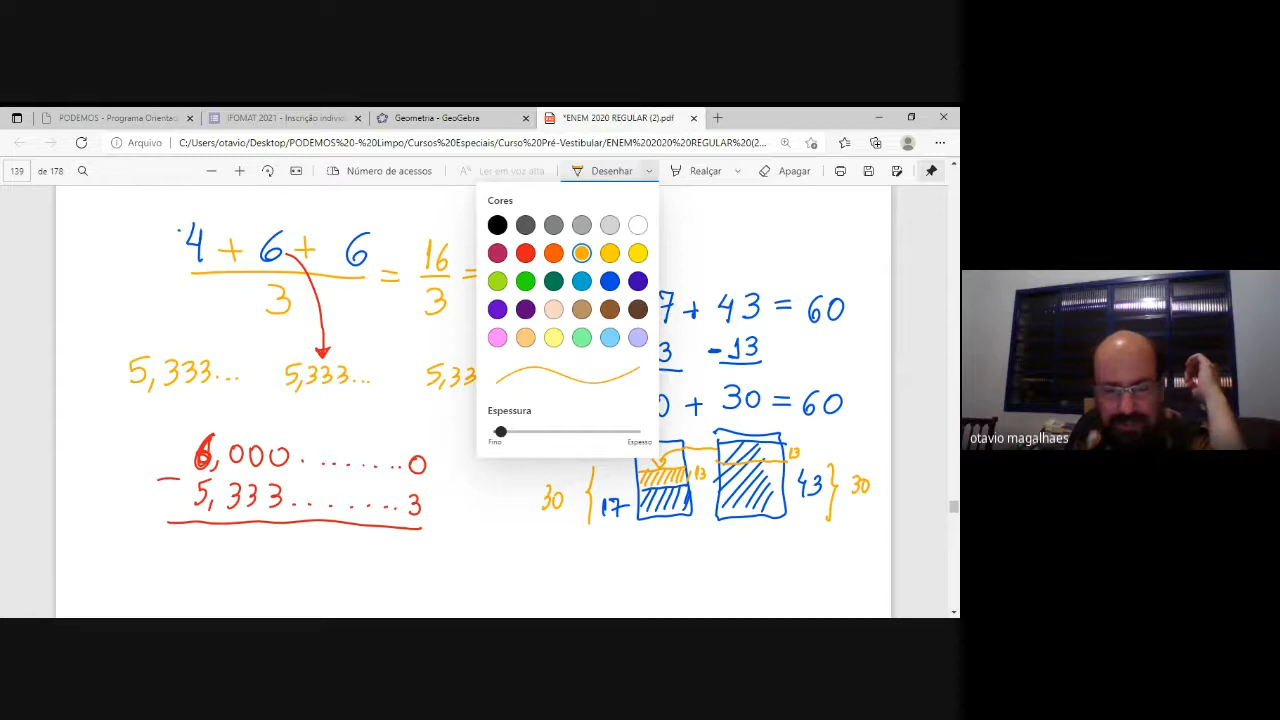 PODEMOS - Programa Orienta
IFOMAT 2021 - Inscrição individ
Geometria - GeoGebra
*ENEM 2020 REGULAR (2).pdf
Arquivo
C:/Users/otavio/Desktop/PODEMOS%20-%20Limpo/Cursos%20Especiais/Curso%20Pré-Vestibular/ENEM%202020%20REGULAR%20(2...
139 de 178
Número de acessos
Ler em voz alta
Desenhar
Realçar
Apagar
Cores
Espessura
Fino
Espesso
4 + 6 + 6
3
= 16
3
=
5,333... 5,333... 5,33
6,000.........0
- 5,333.........3
7 + 43 = 60
3 -13
0 + 30 = 60
13
30 { 17 13 43 } 30
otavio magalhaes